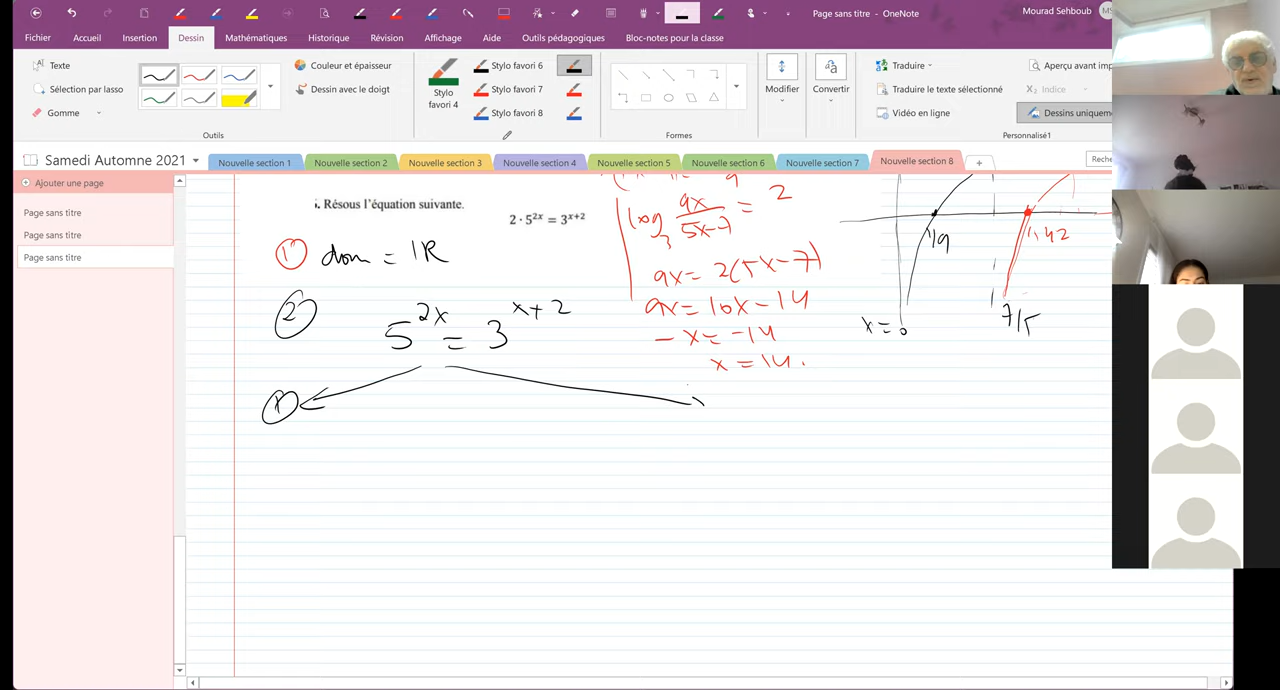 Page sans titre - OneNote
Mourad Sehboub
Fichier Accueil Insertion Dessin Mathématiques Historique Révision Affichage Aide Outils pédagogiques Bloc-notes pour la classe
Texte
Sélection par lasso
Gomme
Outils
Couleur et épaisseur
Dessin avec le doigt
Stylo favori 4
Stylo favori 6
Stylo favori 7
Stylo favori 8
Formes
Modifier
Convertir
Traduire
Traduire le texte sélectionné
Vidéo en ligne
Aperçu avant imp
Indice
Dessins uniqueme
Personnalisé1
Samedi Automne 2021
Nouvelle section 1 Nouvelle section 2 Nouvelle section 3 Nouvelle section 4 Nouvelle section 5 Nouvelle section 6 Nouvelle section 7 Nouvelle section 8
Reche
Ajouter une page
Page sans titre
Page sans titre
Page sans titre
Résous l'équation suivante.
2 · 5^{2x} = 3^{x+2}
① dom = IR
② 5^{2x} = 3^{x+2}
log_3 9x/5x-7 = 2
9x = 2(5x-7)
9x = 10x - 14
-x = -14
x = 14.
1/9
1,42
x = 0
7/5